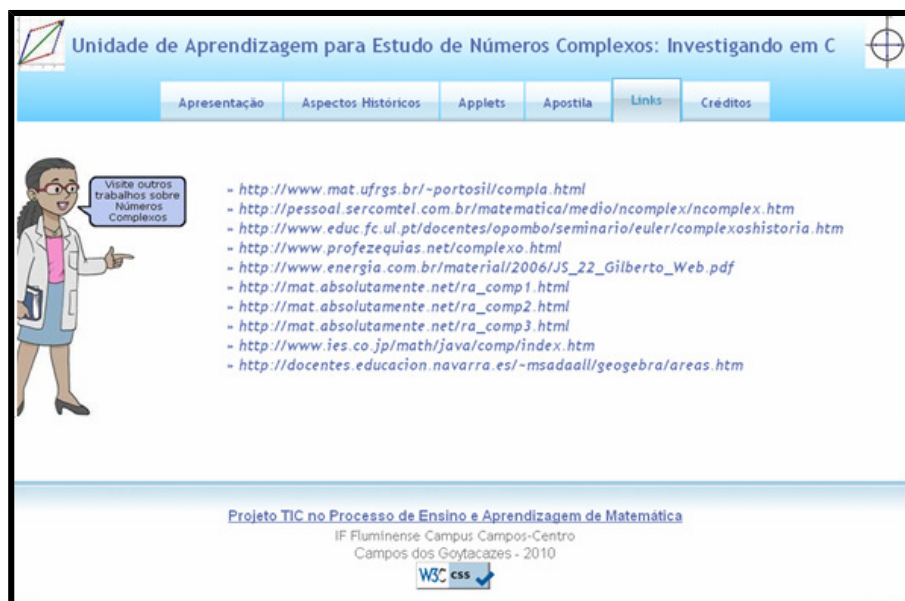 Unidade de Aprendizagem para Estudo de Números Complexos: Investigando em C
Apresentação Aspectos Históricos Applets Apostila Links Créditos
Visite outros
trabalhos sobre
Números
Complexos
» http://www.mat.ufrgs.br/~portosil/compla.html
» http://pessoal.sercomtel.com.br/matematica/medio/ncomplex/ncomplex.htm
» http://www.educ.fc.ul.pt/docentes/opombo/seminario/euler/complexoshistoria.htm
» http://www.profezequias.net/complexo.html
» http://www.energia.com.br/material/2006/JS_22_Gilberto_Web.pdf
» http://mat.absolutamente.net/ra_comp1.html
» http://mat.absolutamente.net/ra_comp2.html
» http://mat.absolutamente.net/ra_comp3.html
» http://www.ies.co.jp/math/java/comp/index.htm
» http://docentes.educacion.navarra.es/~msadaall/geogebra/areas.htm
Projeto TIC no Processo de Ensino e Aprendizagem de Matemática
IF Fluminense Campus Campos-Centro
Campos dos Goytacazes - 2010
W3C css